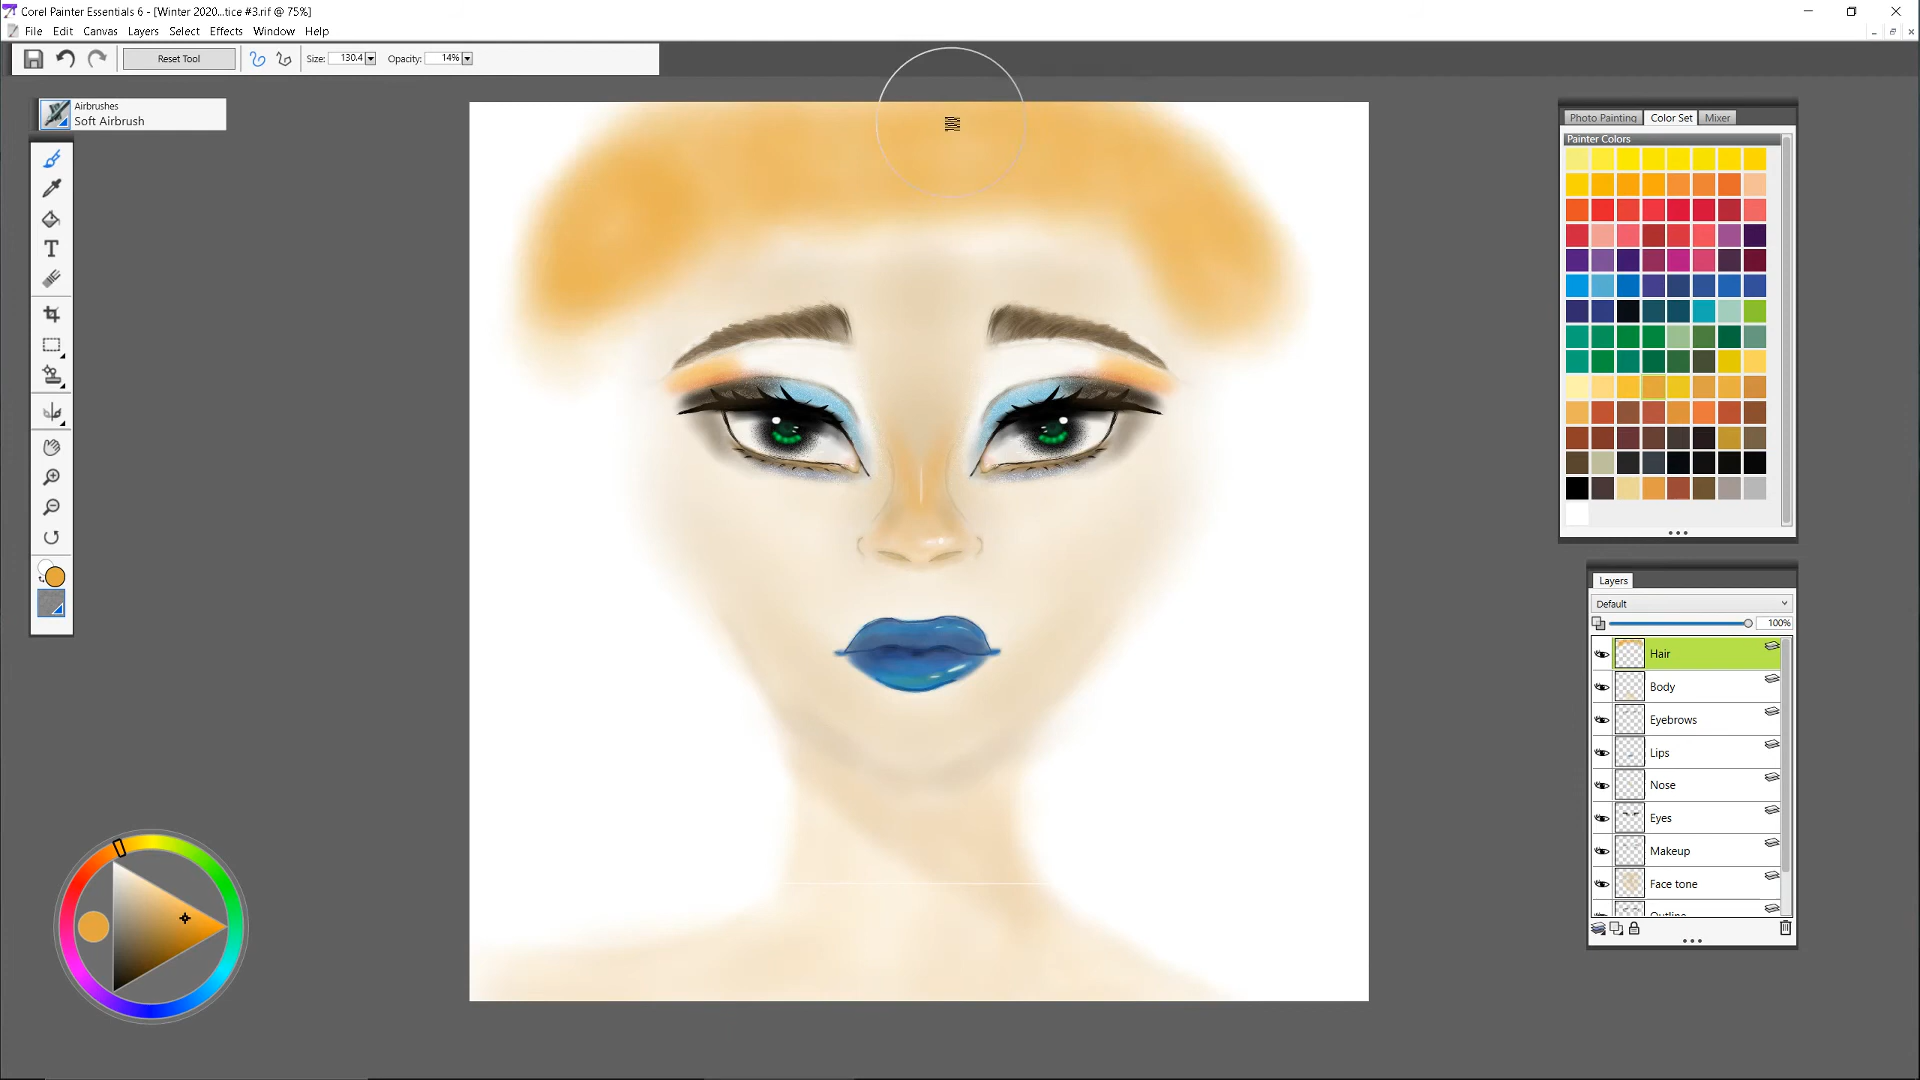 Corel Painter Essentials 6 - [Winter 2020...tice #3.rif @ 75%]
File Edit Canvas Layers Select Effects Window Help
Reset Tool Size: 130.4 Opacity: 14%
Airbrushes
Soft Airbrush
Photo Painting Color Set Mixer
Painter Colors
Layers
Default
100%
Hair
Body
Eyebrows
Lips
Nose
Eyes
Makeup
Face tone
Outline